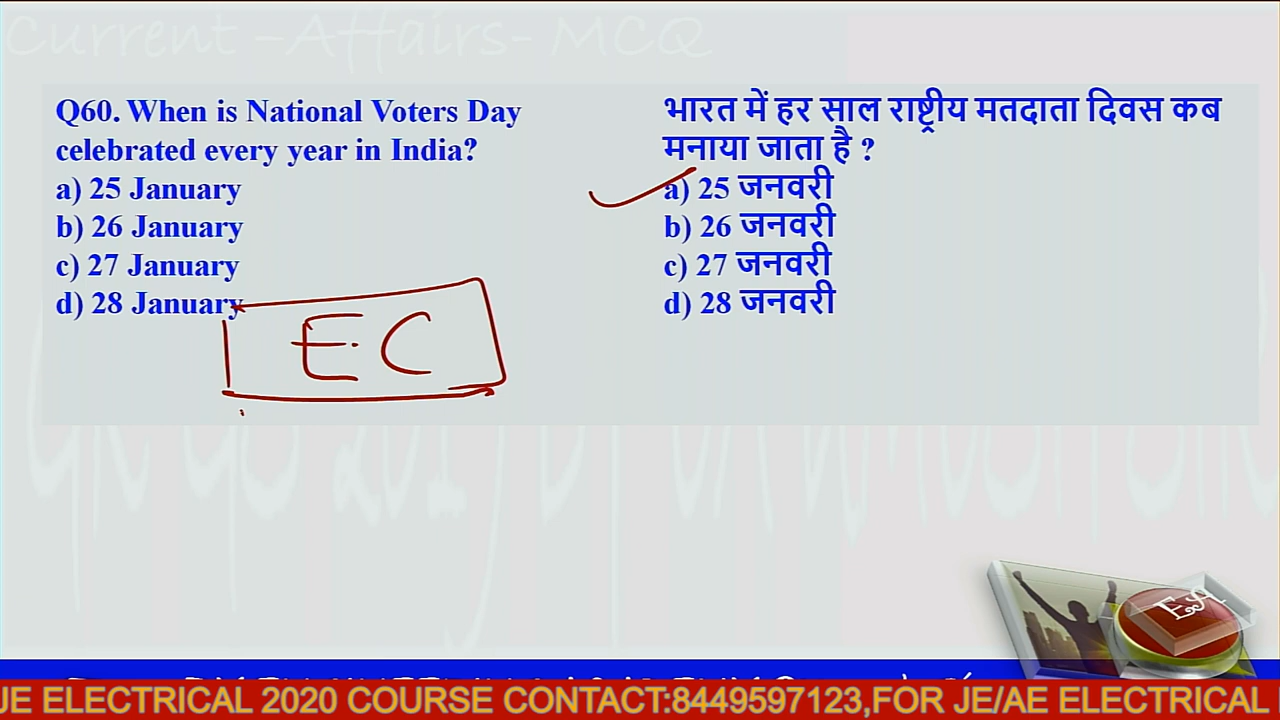 Current -Affairs- MCQ
Q60. When is National Voters Day
celebrated every year in India?
a) 25 January
b) 26 January
c) 27 January
d) 28 January
भारत में हर साल राष्ट्रीय मतदाता दिवस कब
मनाया जाता है ?
a) 25 जनवरी
b) 26 जनवरी
c) 27 जनवरी
d) 28 जनवरी
EC
E.A
JE ELECTRICAL 2020 COURSE CONTACT:8449597123,FOR JE/AE ELECTRICAL